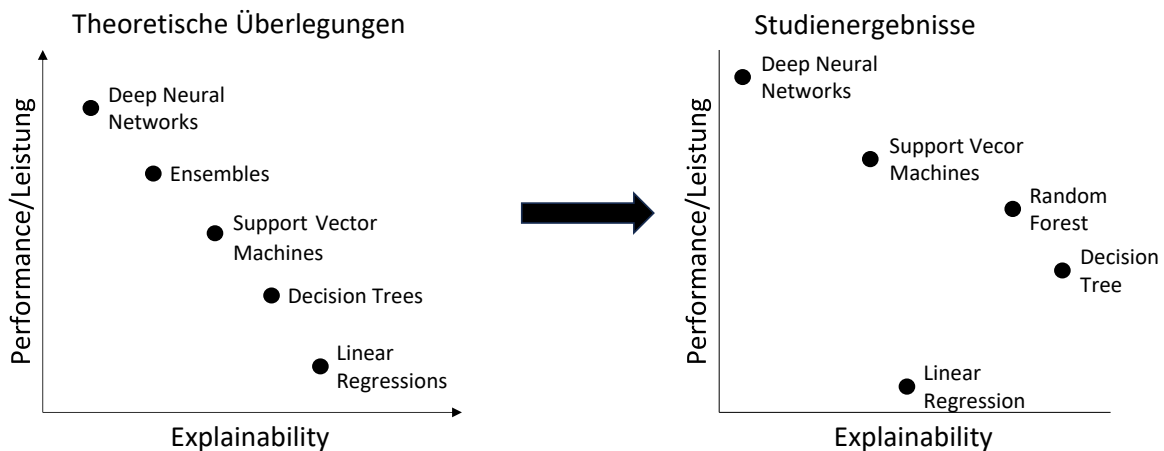 Theoretische Überlegungen
Performance/Leistung
Deep Neural
Networks
Ensembles
Support Vector
Machines
Decision Trees
Linear
Regressions
Explainability
Studienergebnisse
Performance/Leistung
Deep Neural
Networks
Support Vecor
Machines
Random
Forest
Decision
Tree
Linear
Regression
Explainability